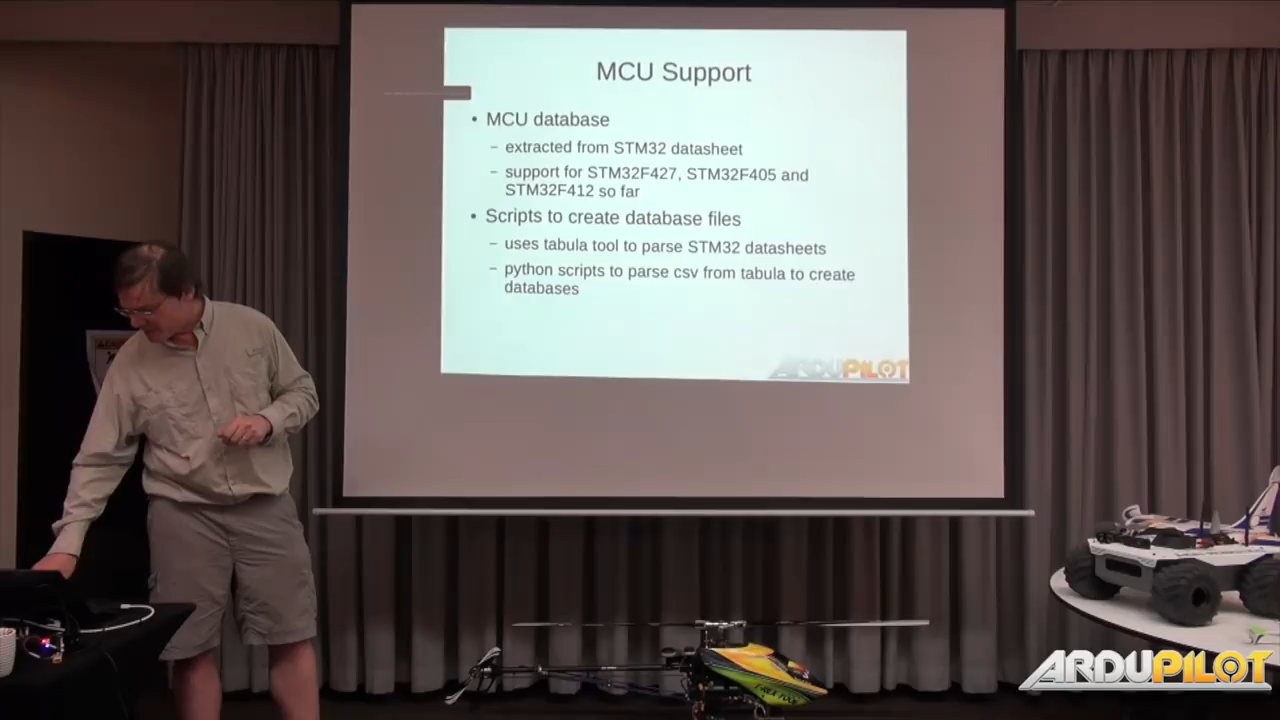 MCU Support
• MCU database
– extracted from STM32 datasheet
– support for STM32F427, STM32F405 and
STM32F412 so far
• Scripts to create database files
– uses tabula tool to parse STM32 datasheets
– python scripts to parse csv from tabula to create
databases
ARDUPILOT
T-REX 700E
ARDUPILOT